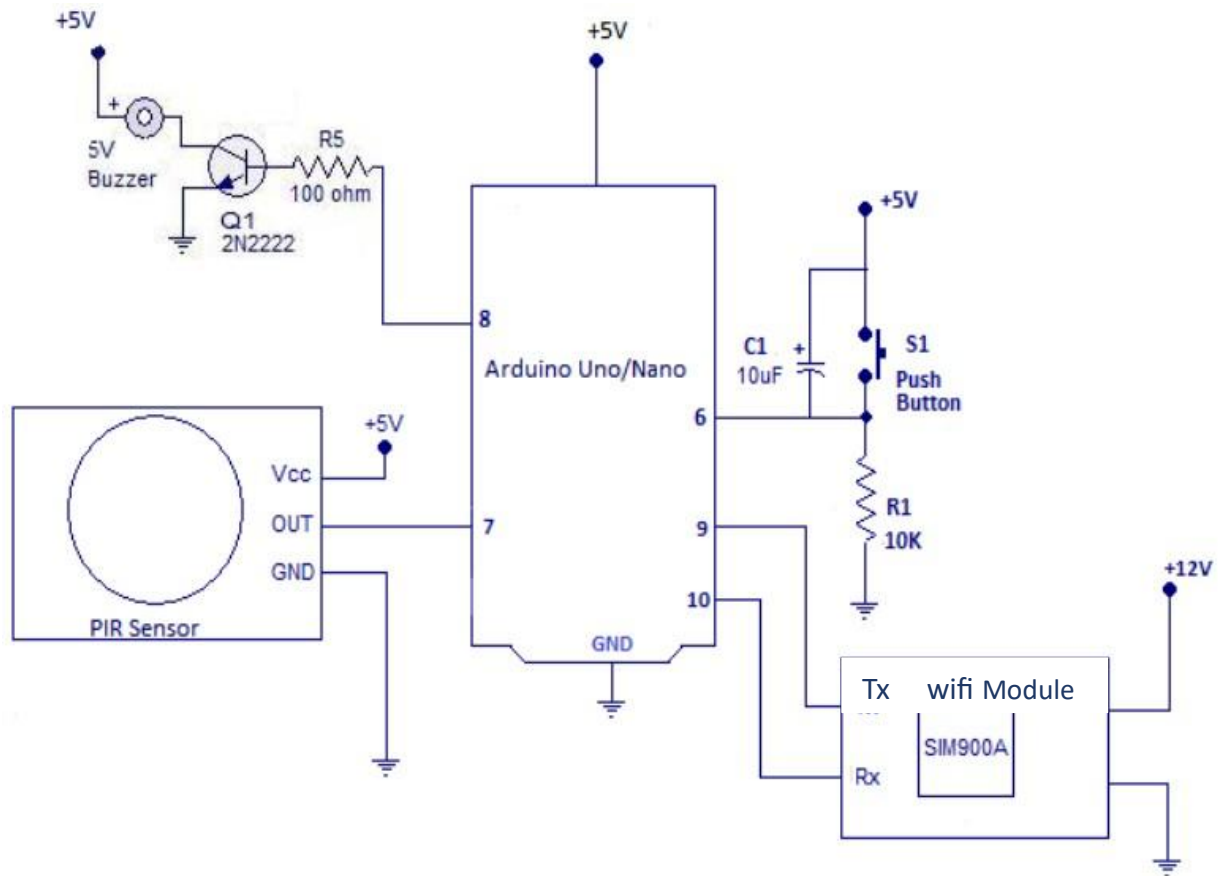 +5V
+
5V
Buzzer
R5
100 ohm
Q1
2N2222
+5V
8
Arduino Uno/Nano
+5V
C1
10uF
+
S1
Push
Button
6
R1
10K
Vcc
OUT
GND
PIR Sensor
+5V
7
9
10
GND
+12V
Tx wifi Module
SIM900A
Rx